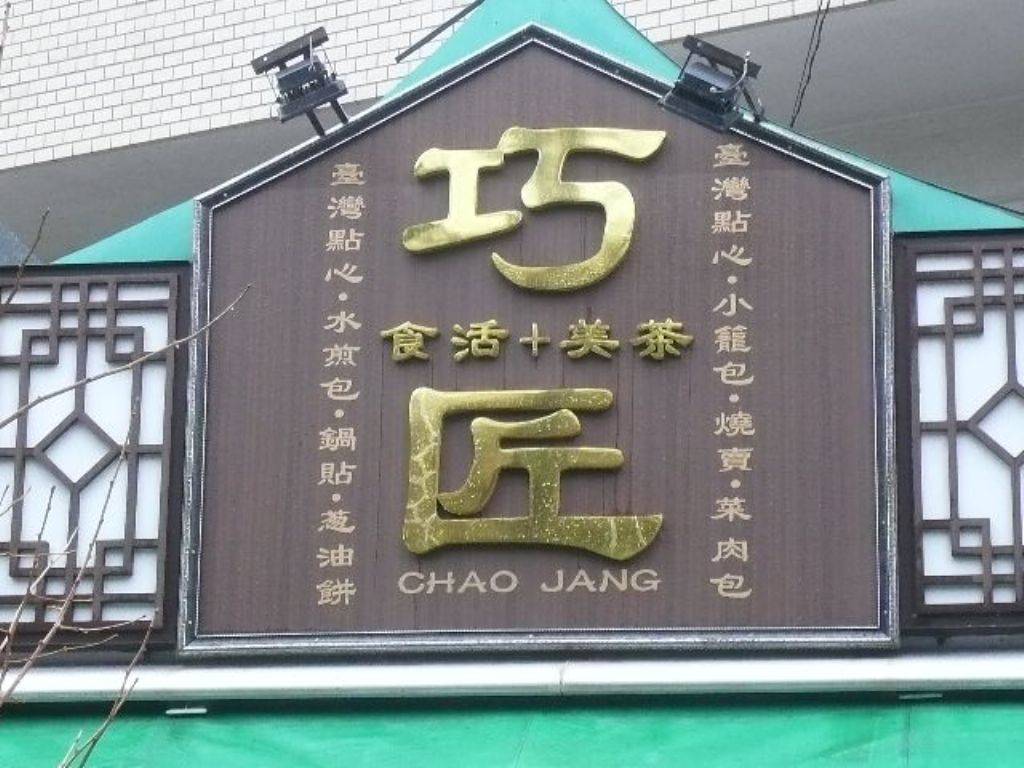 巧
食活+美茶
匠
CHAO JANG
臺灣點心・小籠包・燒賣・菜肉包
臺灣點心・水煎包・鍋貼・葱油餅